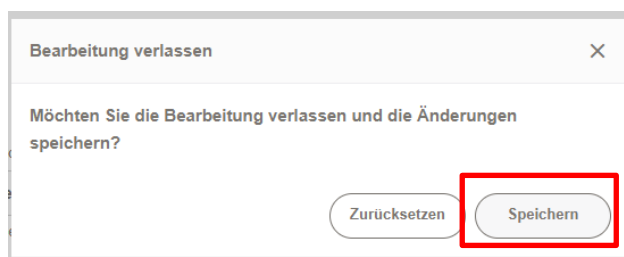 Bearbeitung verlassen
Möchten Sie die Bearbeitung verlassen und die Änderungen
speichern?
Zurücksetzen Speichern